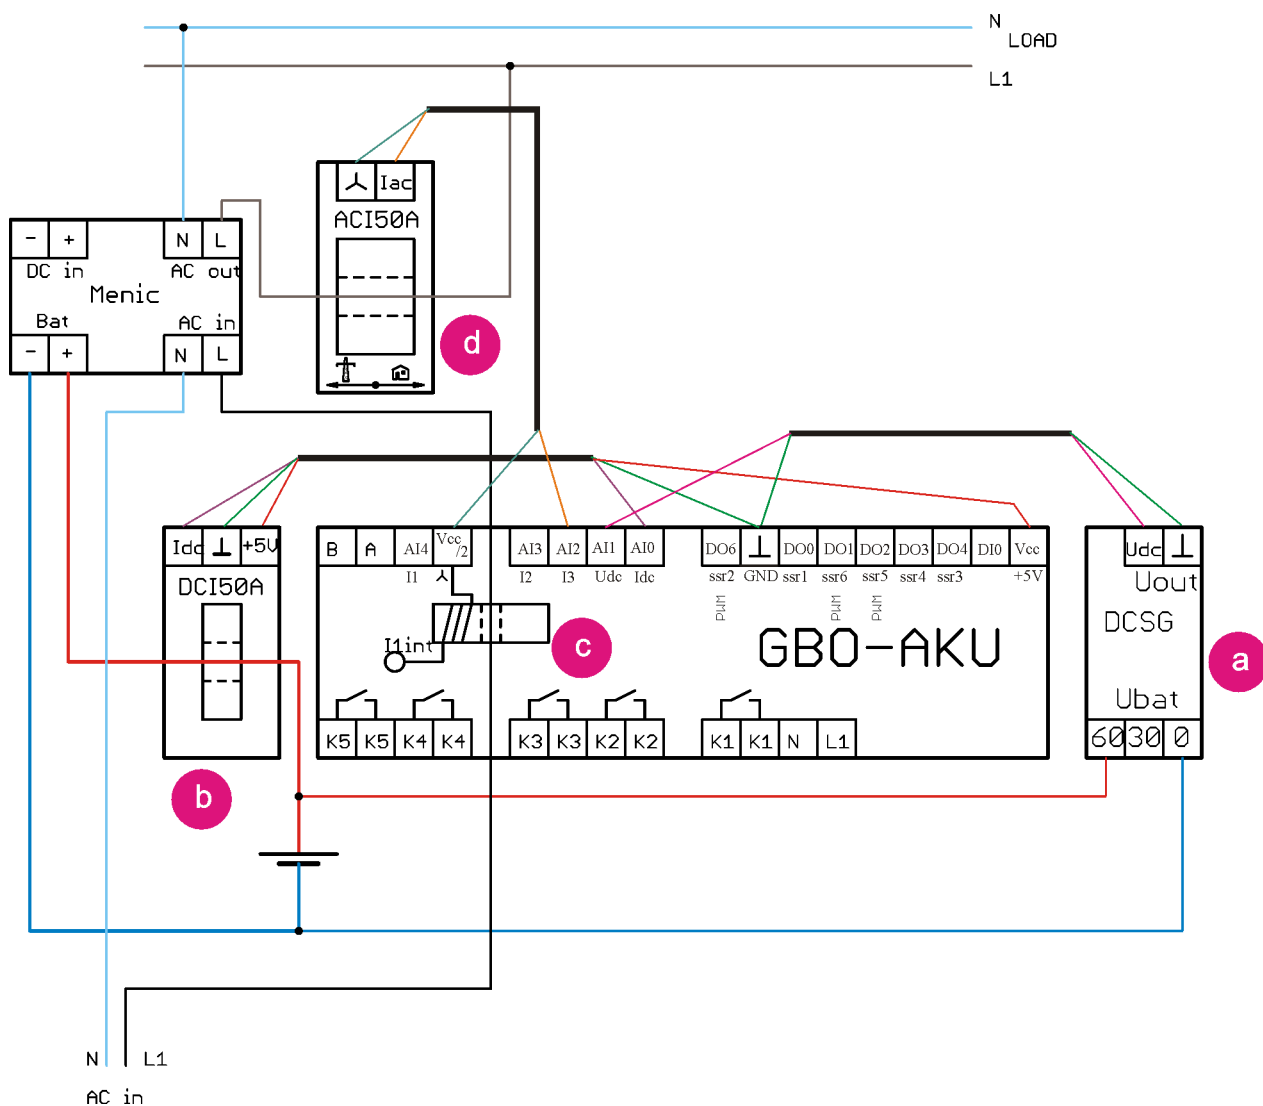 N
LOAD
L1
Iac
ACI50A
- + N L
DC in AC out
Menic
Bat AC in
- + N L
d
Idc ⊥ +5V
DCI50A
b
B A AI4 Vcc/2 AI3 AI2 AI1 AI0 DO6 ⊥ DO0 DO1 DO2 DO3 DO4 DI0 Vcc
I1 I2 I3 Udc Idc ssr2 GND ssr1 ssr6 ssr5 ssr4 ssr3 +5V
PWM PWM PWM
I1int
c
GBO-AKU
K5 K5 K4 K4 K3 K3 K2 K2 K1 K1 N L1
Udc ⊥
Uout
DCSG
a
Ubat
60 30 0
N L1
AC in